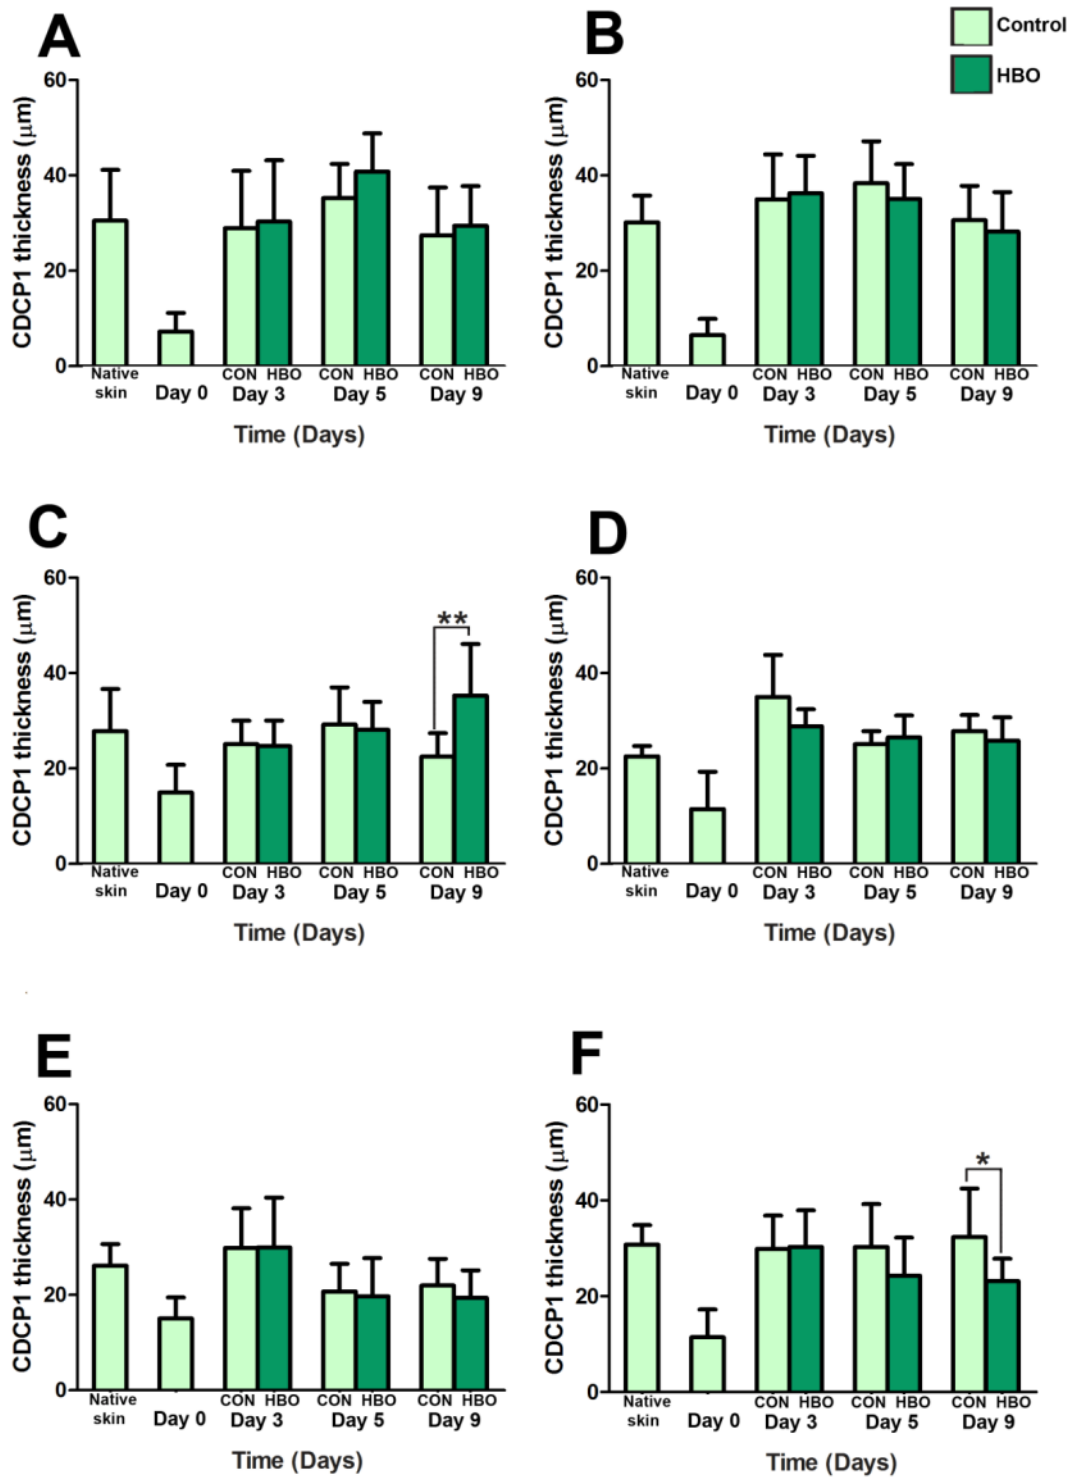 A
B
Control
HBO
CDCP1 thickness (μm)
60
40
20
0
Native skin
Day 0
CON HBO
Day 3
CON HBO
Day 5
CON HBO
Day 9
Time (Days)
CDCP1 thickness (μm)
60
40
20
0
Native skin
Day 0
CON HBO
Day 3
CON HBO
Day 5
CON HBO
Day 9
Time (Days)
C
CDCP1 thickness (μm)
60
40
20
0
**
Native skin
Day 0
CON HBO
Day 3
CON HBO
Day 5
CON HBO
Day 9
Time (Days)
D
CDCP1 thickness (μm)
60
40
20
0
Native skin
Day 0
CON HBO
Day 3
CON HBO
Day 5
CON HBO
Day 9
Time (Days)
E
CDCP1 thickness (μm)
60
40
20
0
Native skin
Day 0
CON HBO
Day 3
CON HBO
Day 5
CON HBO
Day 9
Time (Days)
F
CDCP1 thickness (μm)
60
40
20
0
*
Native skin
Day 0
CON HBO
Day 3
CON HBO
Day 5
CON HBO
Day 9
Time (Days)